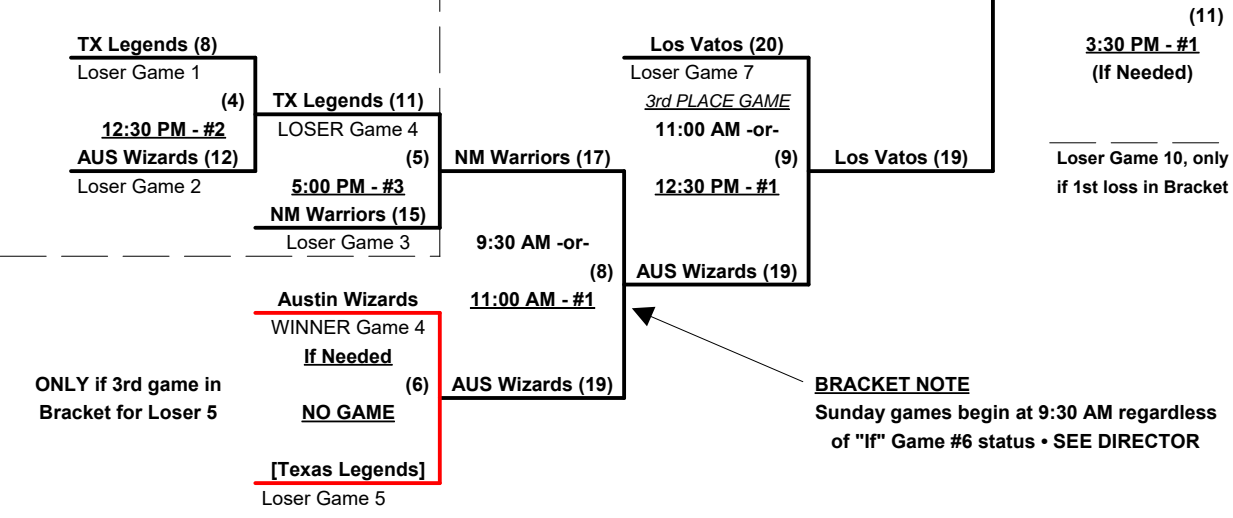 TX Legends (8)
Loser Game 1
(4)
12:30 PM - #2
AUS Wizards (12)
Loser Game 2
TX Legends (11)
LOSER Game 4
(5)
5:00 PM - #3
NM Warriors (15)
Loser Game 3
NM Warriors (17)
9:30 AM -or-
(8)
11:00 AM - #1
AUS Wizards (19)
Austin Wizards
WINNER Game 4
If Needed
(6)
NO GAME
[Texas Legends]
Loser Game 5
ONLY if 3rd game in
Bracket for Loser 5
Los Vatos (20)
Loser Game 7
3rd PLACE GAME
11:00 AM -or-
(9)
12:30 PM - #1
AUS Wizards (19)
Los Vatos (19)
(11)
3:30 PM - #1
(If Needed)
Loser Game 10, only
if 1st loss in Bracket
BRACKET NOTE
Sunday games begin at 9:30 AM regardless
of "If" Game #6 status • SEE DIRECTOR